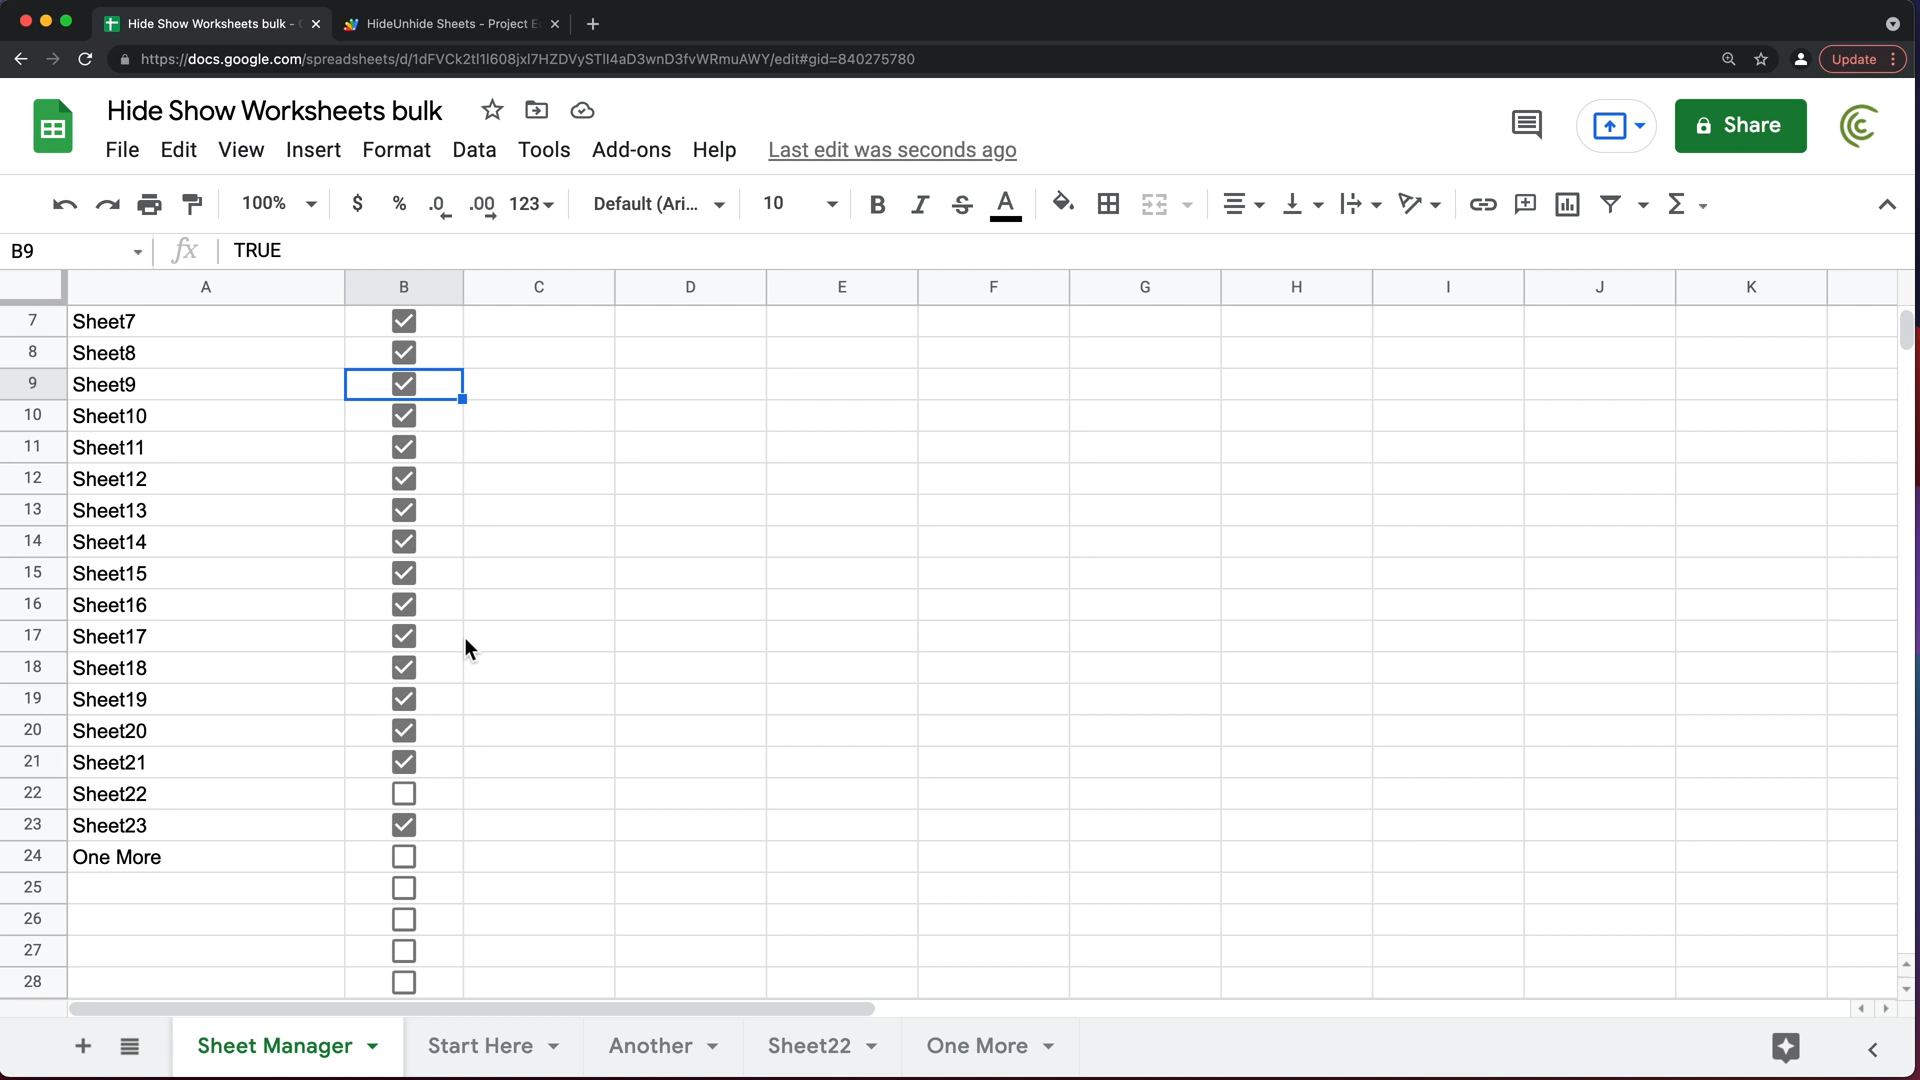 Hide Show Worksheets bulk - 
HideUnhide Sheets - Project E
https://docs.google.com/spreadsheets/d/1dFVCk2tl1l608jxl7HZDVySTlI4aD3wnD3fvWRmuAWY/edit#gid=840275780
Update
Hide Show Worksheets bulk
File Edit View Insert Format Data Tools Add-ons Help Last edit was seconds ago
Share
100% $ % .0 .00 123 Default (Ari... 10 B I S A
B9 fx TRUE
A B C D E F G H I J K
7 Sheet7
8 Sheet8
9 Sheet9
10 Sheet10
11 Sheet11
12 Sheet12
13 Sheet13
14 Sheet14
15 Sheet15
16 Sheet16
17 Sheet17
18 Sheet18
19 Sheet19
20 Sheet20
21 Sheet21
22 Sheet22
23 Sheet23
24 One More
25
26
27
28
Sheet Manager Start Here Another Sheet22 One More